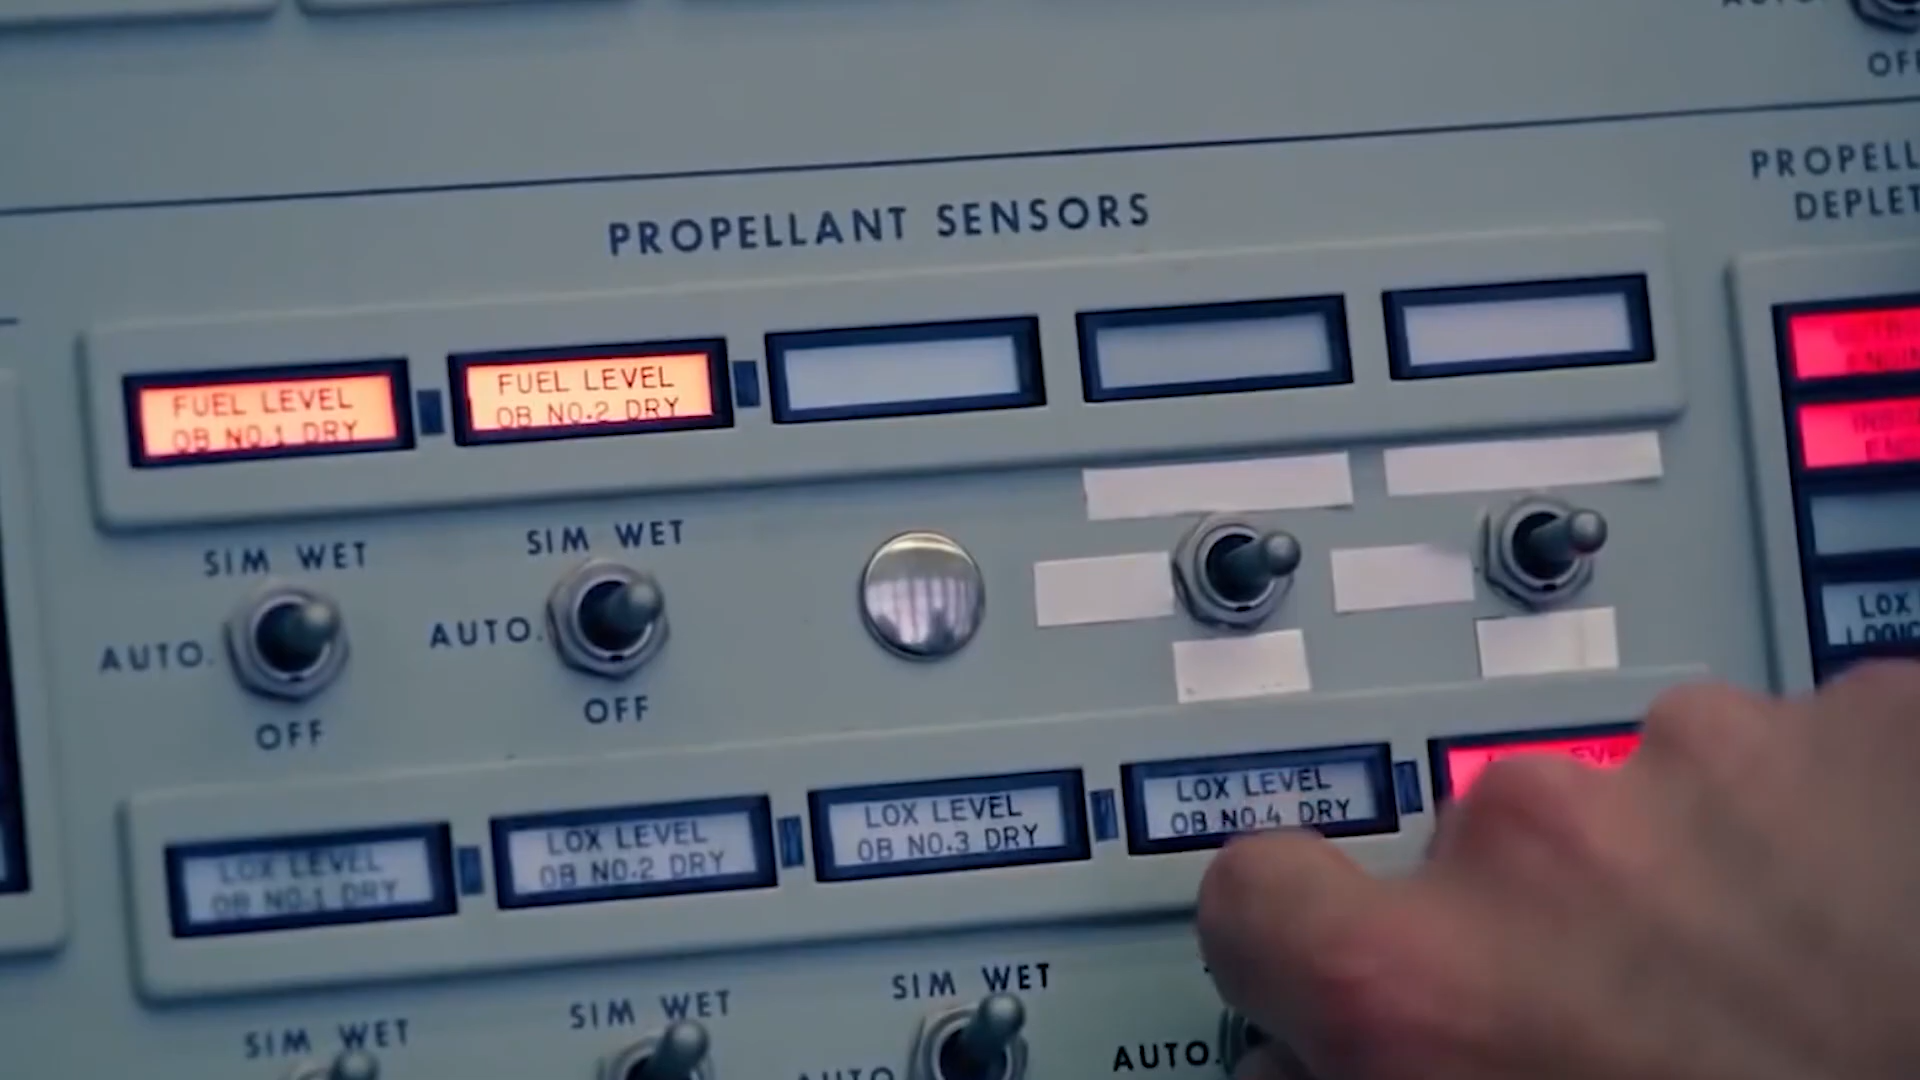 OFF
PROPELL
DEPLET
PROPELLANT SENSORS
FUEL LEVEL
OB NO.1 DRY
FUEL LEVEL
OB NO.2 DRY
SIM WET
AUTO.
OFF
SIM WET
AUTO.
OFF
LOX
LOGIC
LOX LEVEL
OB NO.1 DRY
LOX LEVEL
OB NO.2 DRY
LOX LEVEL
OB NO.3 DRY
LOX LEVEL
OB NO.4 DRY
SIM WET
SIM WET
SIM WET
AUTO
AUTO.